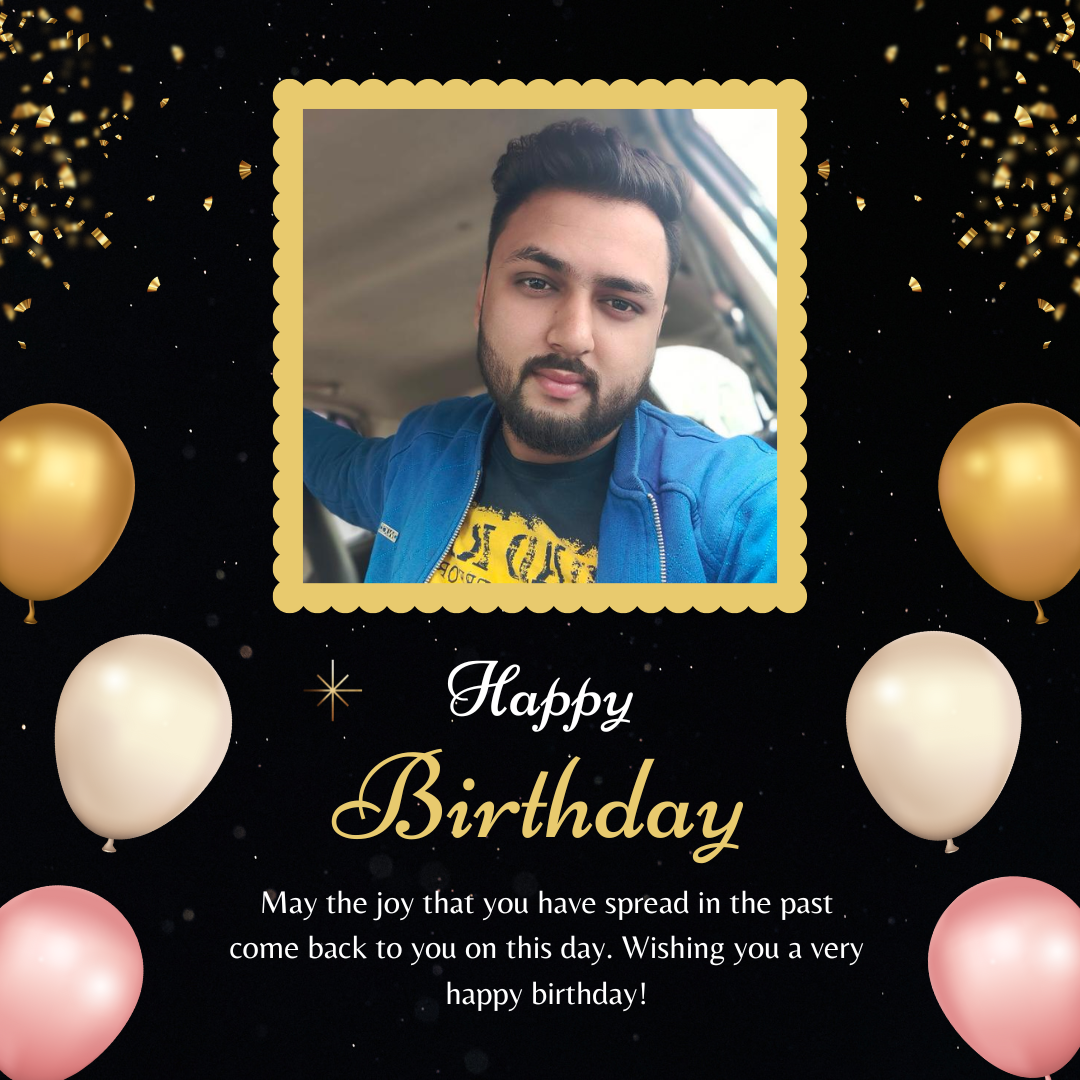 Happy
Birthday
May the joy that you have spread in the past
come back to you on this day. Wishing you a very
happy birthday!